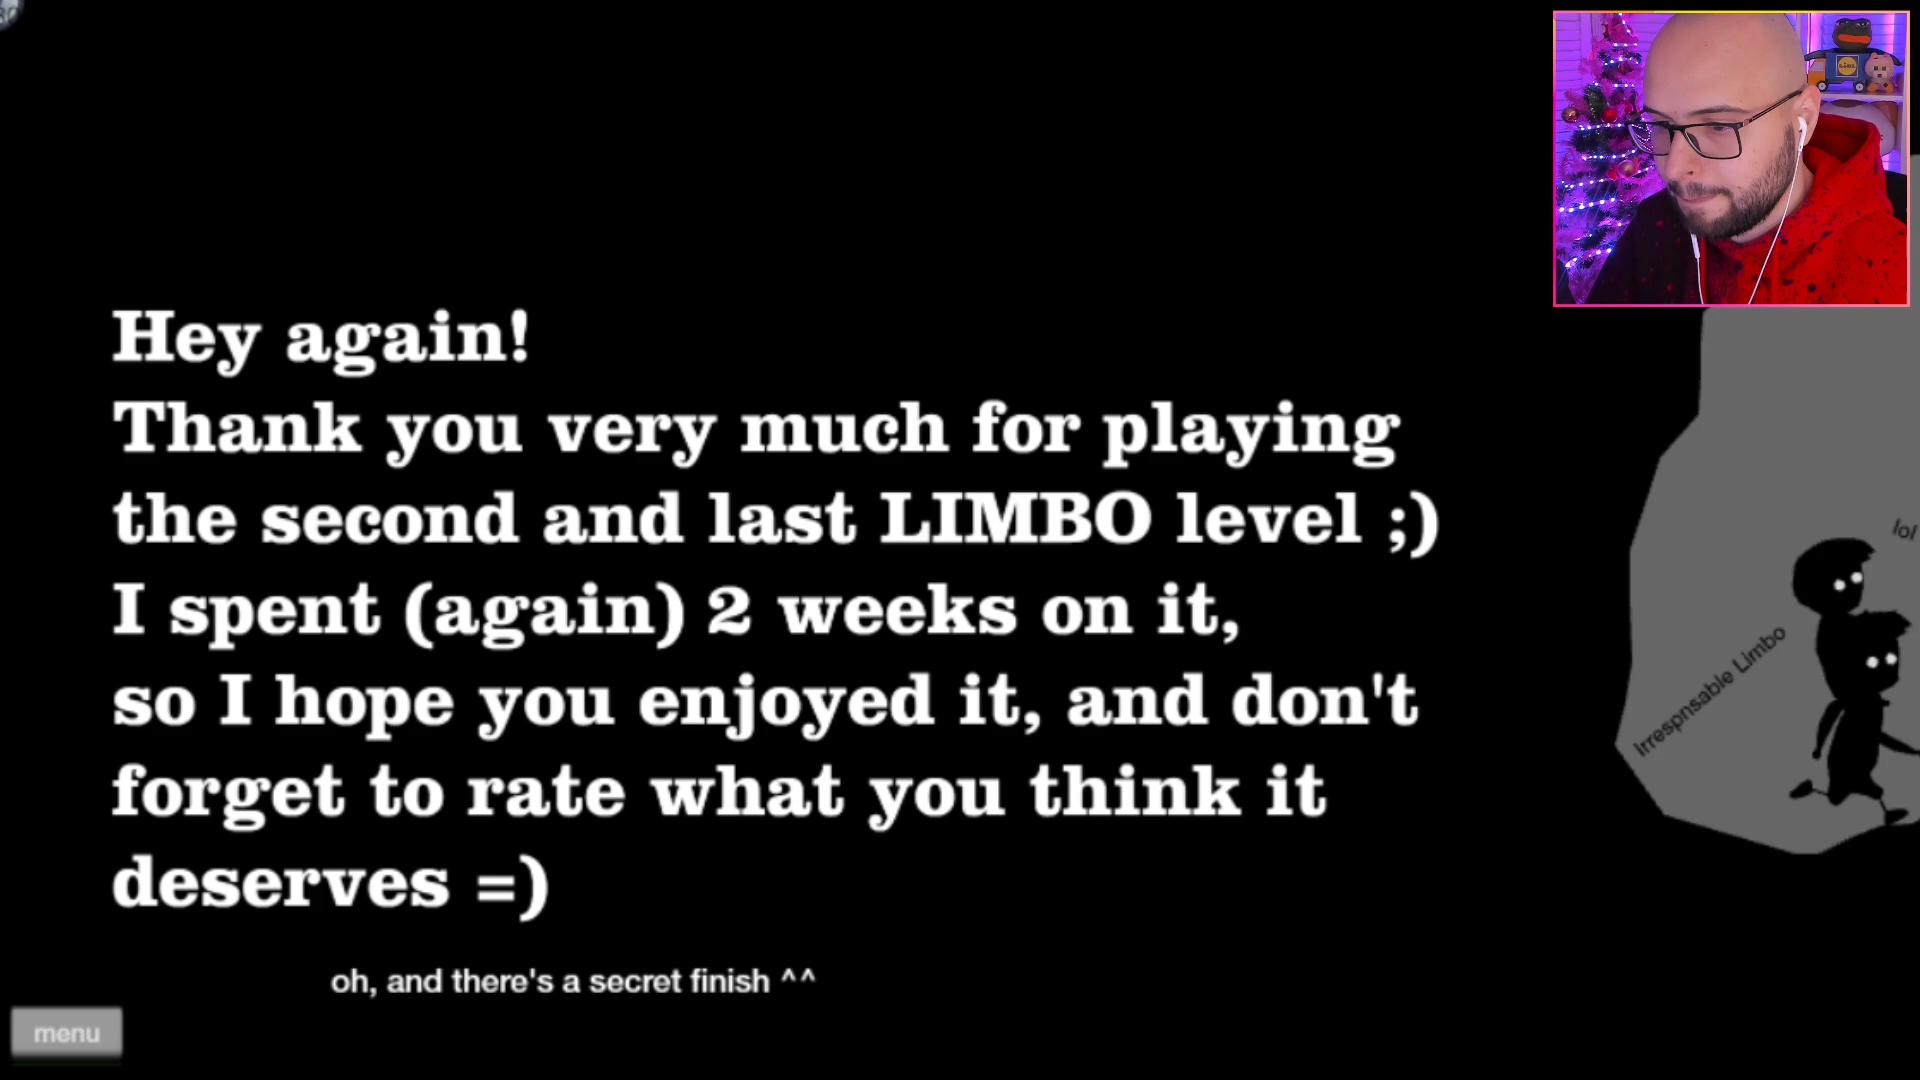 Hey again!
Thank you very much for playing
the second and last LIMBO level ;)
I spent (again) 2 weeks on it,
so I hope you enjoyed it, and don't
forget to rate what you think it
deserves =)
oh, and there's a secret finish ^^
menu
lol
Irrespnsable Limbo